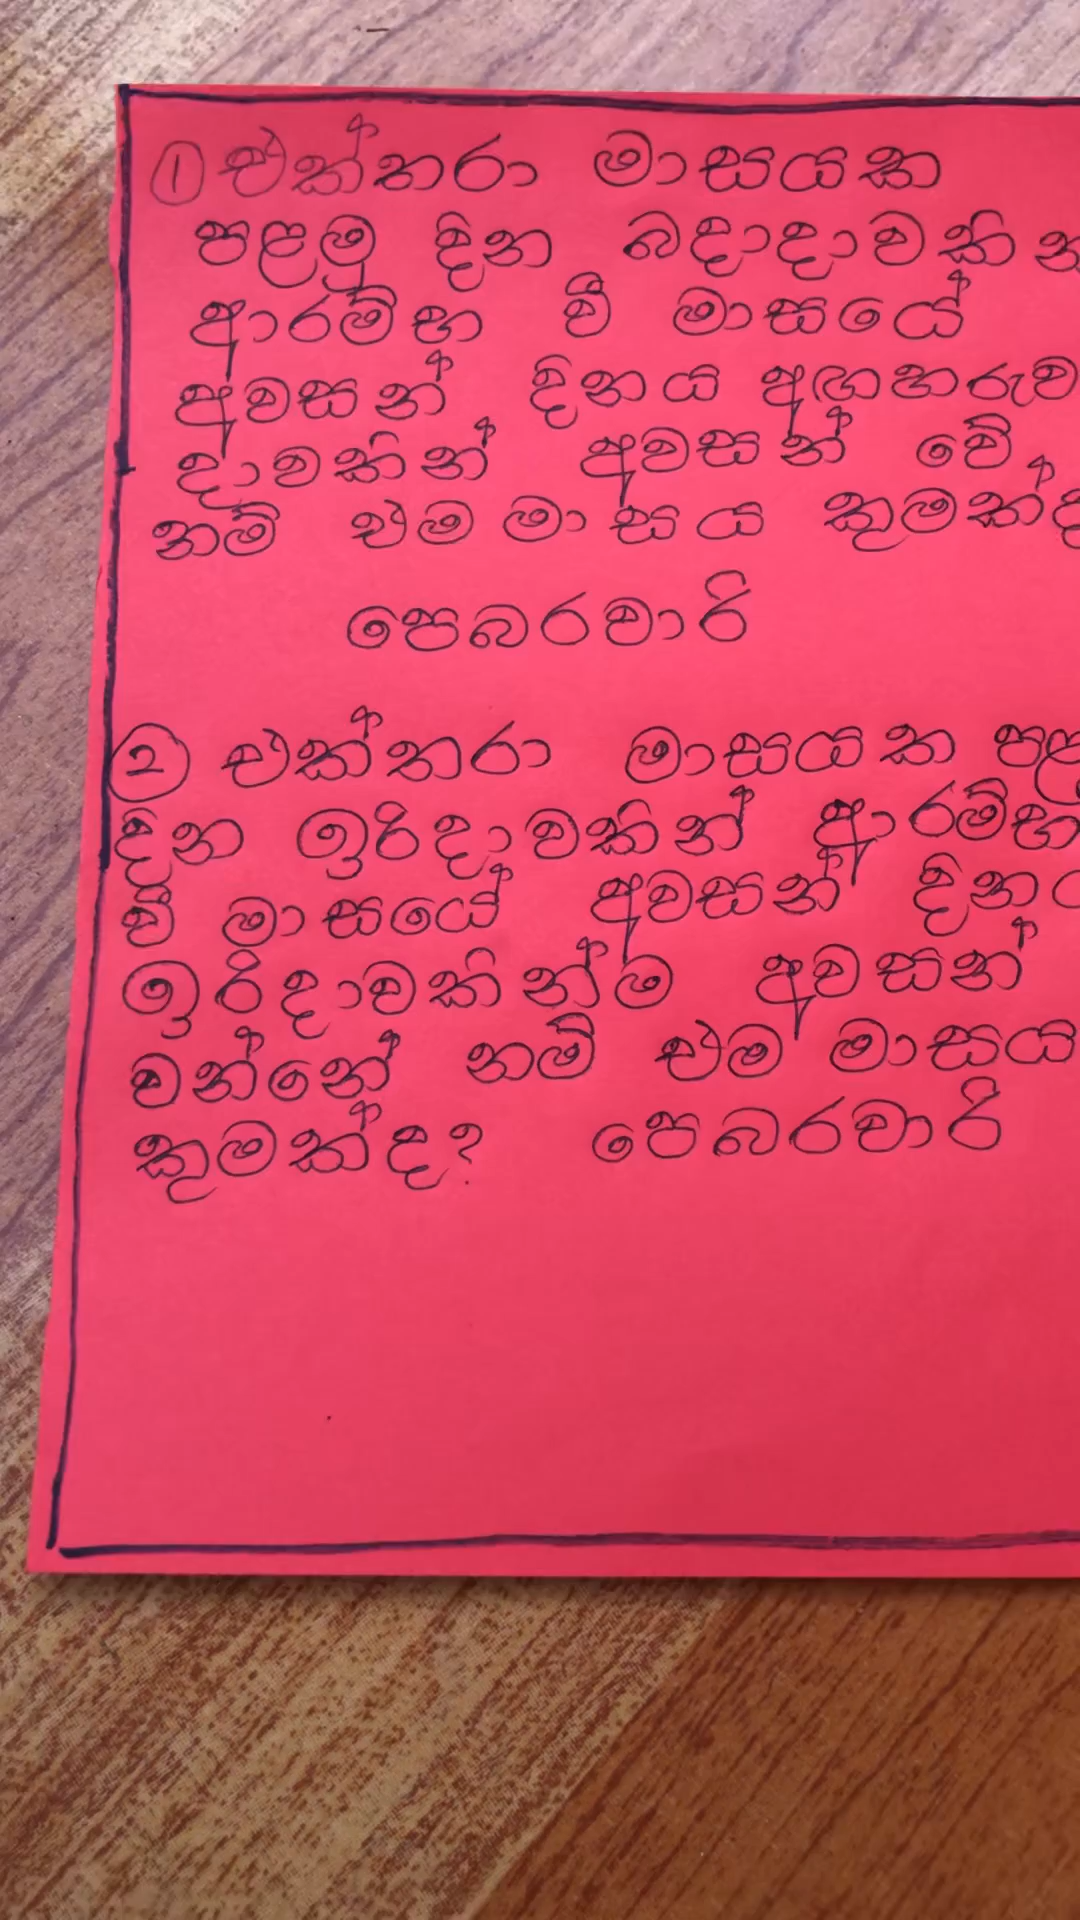 ① එක්තරා මාසයක
පළමු දින බදාදාවකින
ආරම්භ වී මාසයේ
අවසන් දිනය අඟහරුව
දාවකින් අවසන් වේ
නම් එම මාසය කුමක්ද
පෙබරවාරි
② එක්තරා මාසයක පළ
දින ඉරිදාවකින් ආරම්භ
වී මාසයේ අවසන් දින
ඉරිදාවකින්ම අවසන්
වන්නේ නම් එම මාසය
කුමක්ද? පෙබරවාරි